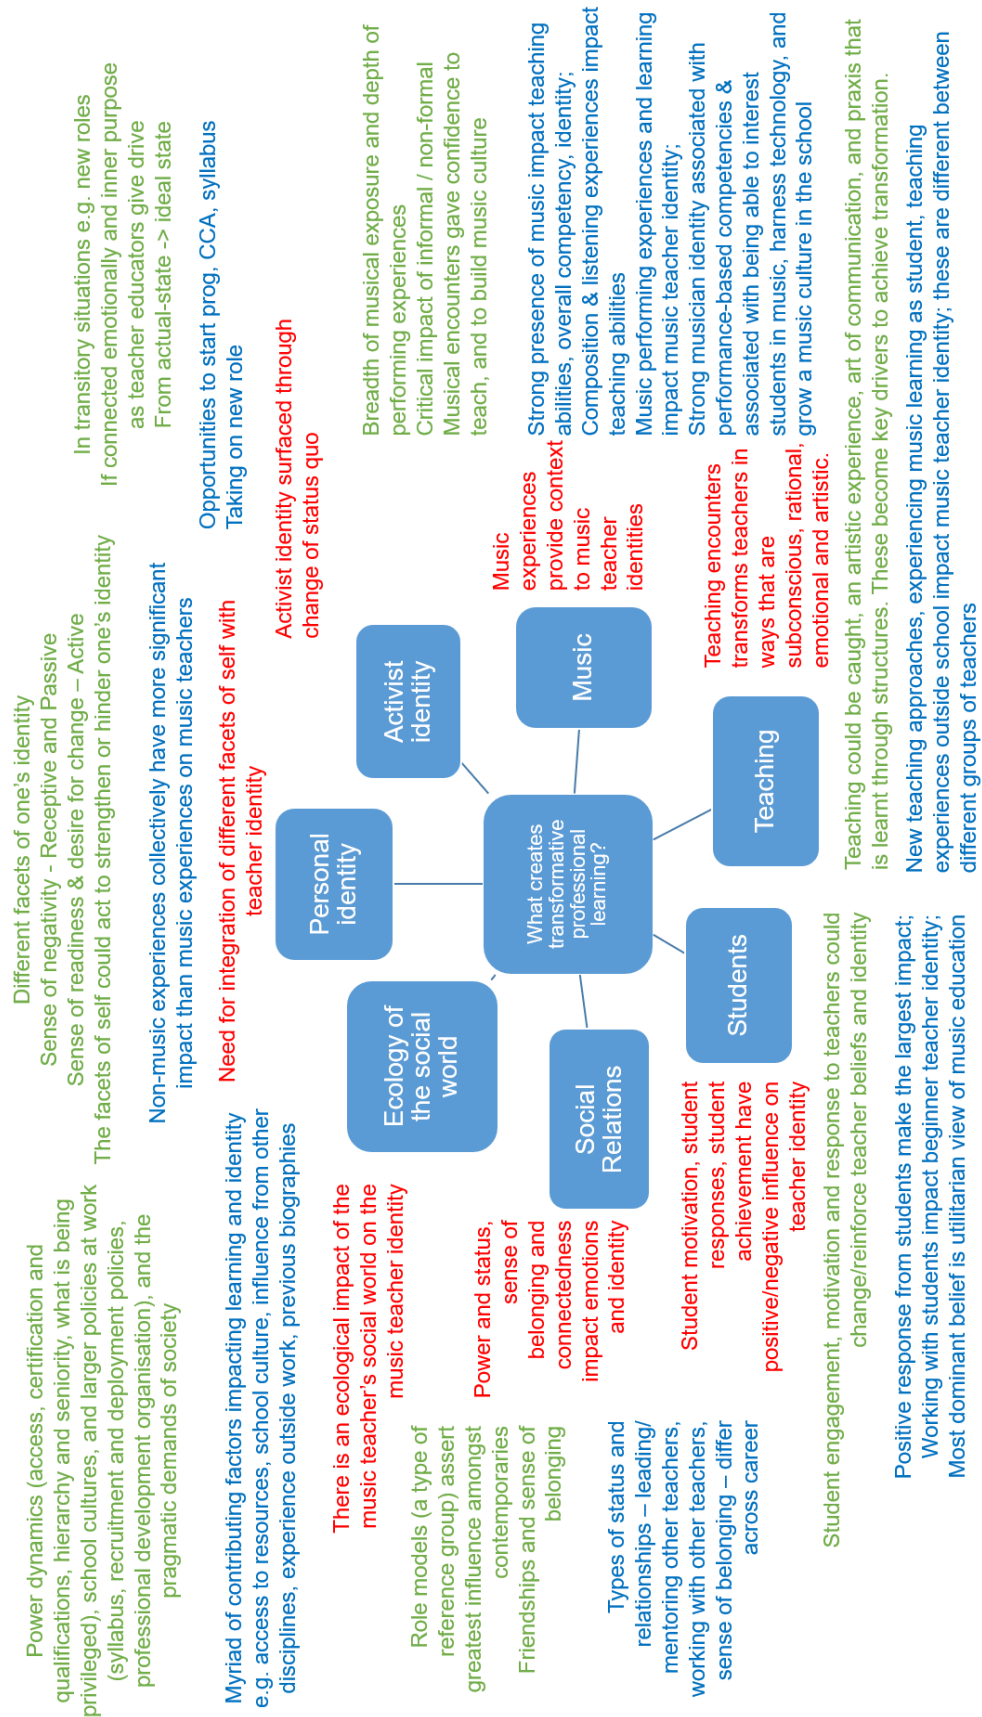 Power dynamics (access, certification and
qualifications, hierarchy and seniority, what is being
privileged), school cultures, and larger policies at work
(syllabus, recruitment and deployment policies,
professional development organisation), and the
pragmatic demands of society
Myriad of contributing factors impacting learning and identity
e.g. access to resources, school culture, influence from other
disciplines, experience outside work, previous biographies
There is an ecological impact of the
music teacher's social world on the
music teacher identity
Ecology of
the social
world
Different facets of one's identity
Sense of negativity - Receptive and Passive
Sense of readiness & desire for change – Active
The facets of self could act to strengthen or hinder one's identity
Non-music experiences collectively have more significant
impact than music experiences on music teachers
Need for integration of different facets of self with
teacher identity
Personal
identity
In transitory situations e.g. new roles
If connected emotionally and inner purpose
as teacher educators give drive
From actual-state -> ideal state
Opportunities to start prog, CCA, syllabus
Taking on new role
Activist identity surfaced through
change of status quo
Activist
identity
Role models (a type of
reference group) assert
greatest influence amongst
contemporaries
Friendships and sense of
belonging
Types of status and
relationships – leading/
mentoring other teachers,
working with other teachers,
sense of belonging – differ
across career
Power and status,
sense of
belonging and
connectedness
impact emotions
and identity
Social
Relations
What creates
transformative
professional
learning?
Music
Music
experiences
provide context
to music
teacher
identities
Breadth of musical exposure and depth of
performing experiences
Critical impact of informal / non-formal
Musical encounters gave confidence to
teach, and to build music culture
Strong presence of music impact teaching
abilities, overall competency, identity;
Composition & listening experiences impact
teaching abilities
Music performing experiences and learning
impact music teacher identity;
Strong musician identity associated with
performance-based competencies &
associated with being able to interest
students in music, harness technology, and
grow a music culture in the school
Student motivation, student
responses, student
achievement have
positive/negative influence on
teacher identity
Students
Student engagement, motivation and response to teachers could
change/reinforce teacher beliefs and identity
Positive response from students make the largest impact;
Working with students impact beginner teacher identity;
Most dominant belief is utilitarian view of music education
Teaching
Teaching encounters
transforms teachers in
ways that are
subconscious, rational,
emotional and artistic.
Teaching could be caught, an artistic experience, art of communication, and praxis that
is learnt through structures. These become key drivers to achieve transformation.
New teaching approaches, experiencing music learning as student, teaching
experiences outside school impact music teacher identity; these are different between
different groups of teachers